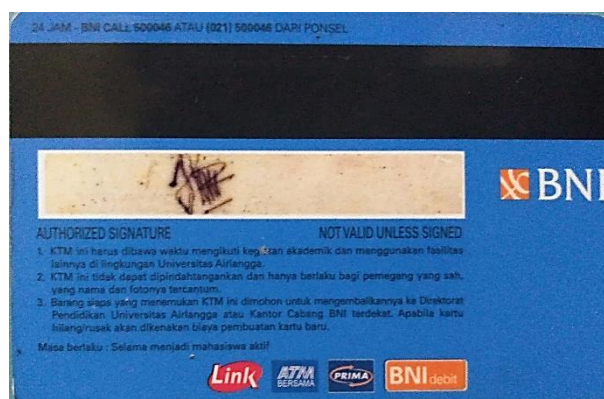 24 JAM - BNI CALL 500046 ATAU (021) 500046 DARI PONSEL
BNI
AUTHORIZED SIGNATURE NOT VALID UNLESS SIGNED
1. KTM ini harus dibawa waktu mengikuti kegiatan akademik dan menggunakan fasilitas
lainnya di lingkungan Universitas Airlangga.
2. KTM ini tidak dapat dipindahtangankan dan hanya berlaku bagi pemegang yang sah,
yang nama dan fotonya tercantum.
3. Barang siapa yang menemukan KTM ini dimohon untuk mengembalikannya ke Direktorat
Pendidikan Universitas Airlangga atau Kantor Cabang BNI terdekat. Apabila kartu
hilang/rusak akan dikenakan biaya pembuatan kartu baru.
Masa berlaku : Selama menjadi mahasiswa aktif
Link ATM BERSAMA PRIMA BNI debit